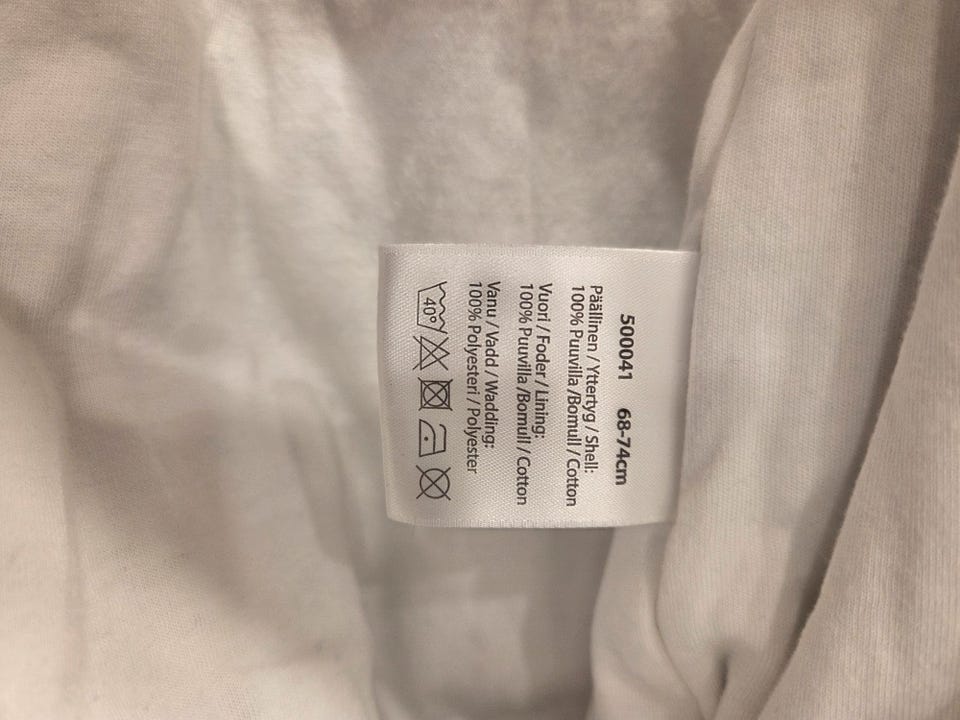 500041 68-74cm
Päällinen / Yttertyg / Shell:
100% Puuvilla /Bomull / Cotton
Vuori / Foder / Lining:
100% Puuvilla /Bomull / Cotton
Vanu / Vadd / Wadding:
100% Polyesteri / Polyester
40°